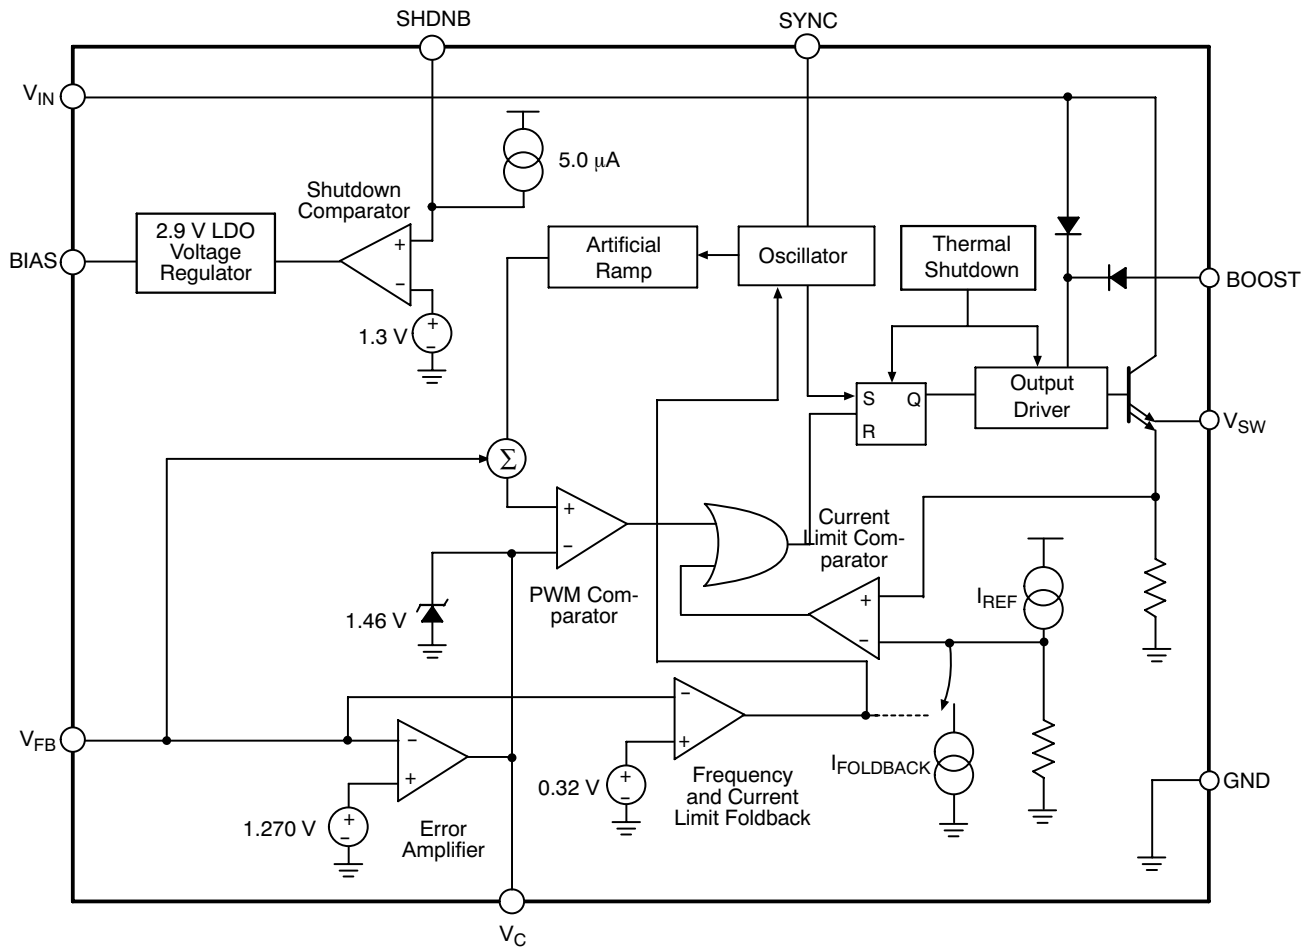 SHDNB
SYNC
V_IN
5.0 μA
Shutdown
Comparator
+
−
2.9 V LDO
Voltage
Regulator
BIAS
1.3 V
+
−
Artificial
Ramp
Oscillator
Thermal
Shutdown
BOOST
S Q
R
Output
Driver
V_SW
Σ
+
−
PWM Com-
parator
Current
Limit Com-
parator
+
−
I_REF
1.46 V
V_FB
−
+
Error
Amplifier
1.270 V
+
−
−
+
0.32 V
+
−
Frequency
and Current
Limit Foldback
I_FOLDBACK
GND
V_C